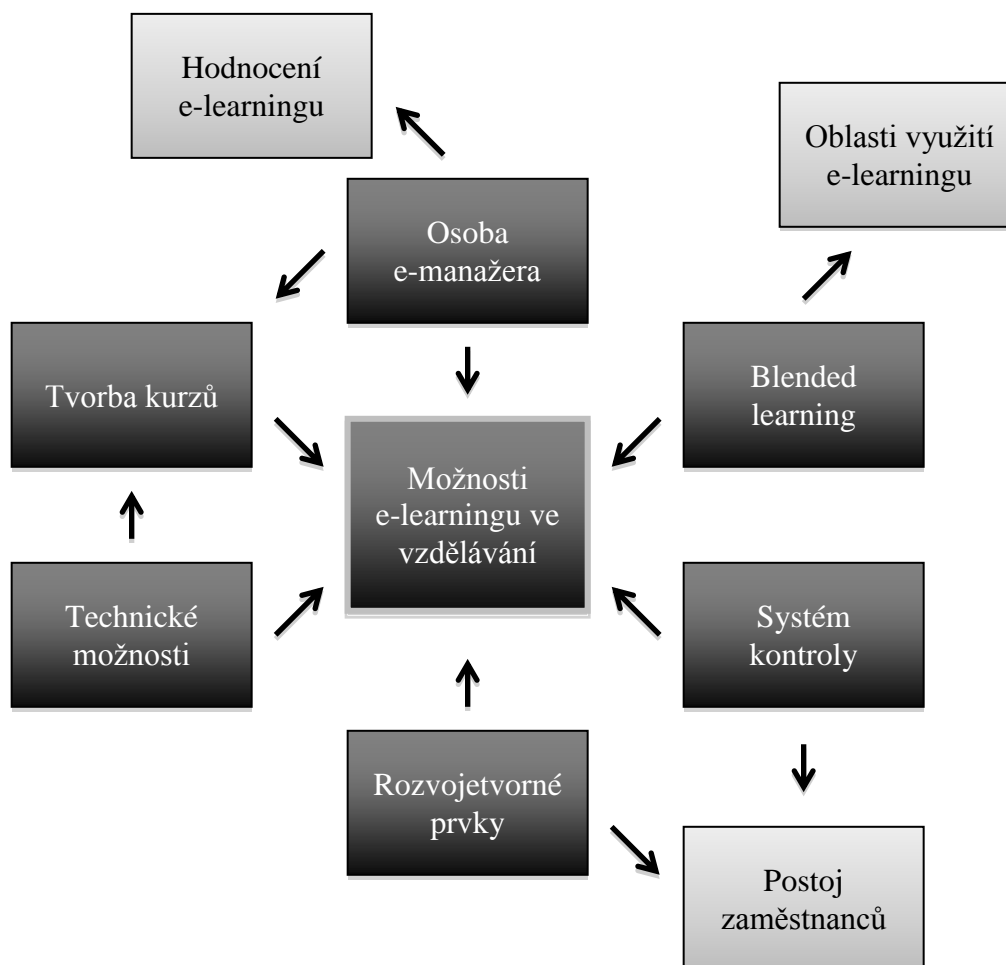 Hodnocení
e-learningu
Oblasti využití
e-learningu
Osoba
e-manažera
Tvorba kurzů
Blended
learning
Možnosti
e-learningu ve
vzdělávání
Technické
možnosti
Systém
kontroly
Rozvojetvorné
prvky
Postoj
zaměstnanců